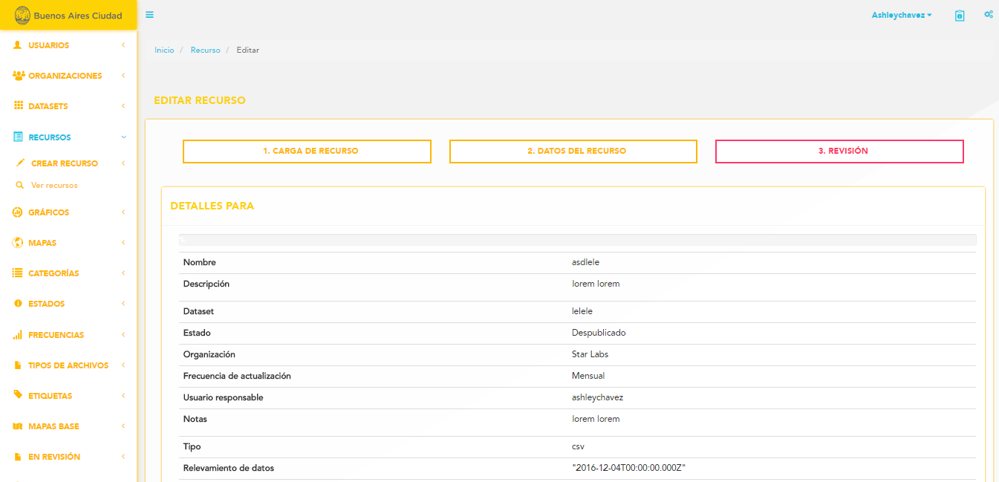 Buenos Aires Ciudad
Ashleychavez
USUARIOS
ORGANIZACIONES
DATASETS
RECURSOS
CREAR RECURSO
Ver recursos
GRÁFICOS
MAPAS
CATEGORÍAS
ESTADOS
FRECUENCIAS
TIPOS DE ARCHIVOS
ETIQUETAS
MAPAS BASE
EN REVISIÓN
Inicio / Recurso / Editar
EDITAR RECURSO
1. CARGA DE RECURSO
2. DATOS DEL RECURSO
3. REVISIÓN
DETALLES PARA
Nombre asdlele
Descripción lorem lorem
Dataset lelele
Estado Despublicado
Organización Star Labs
Frecuencia de actualización Mensual
Usuario responsable ashleychavez
Notas lorem lorem
Tipo csv
Relevamiento de datos "2016-12-04T00:00:00.000Z"